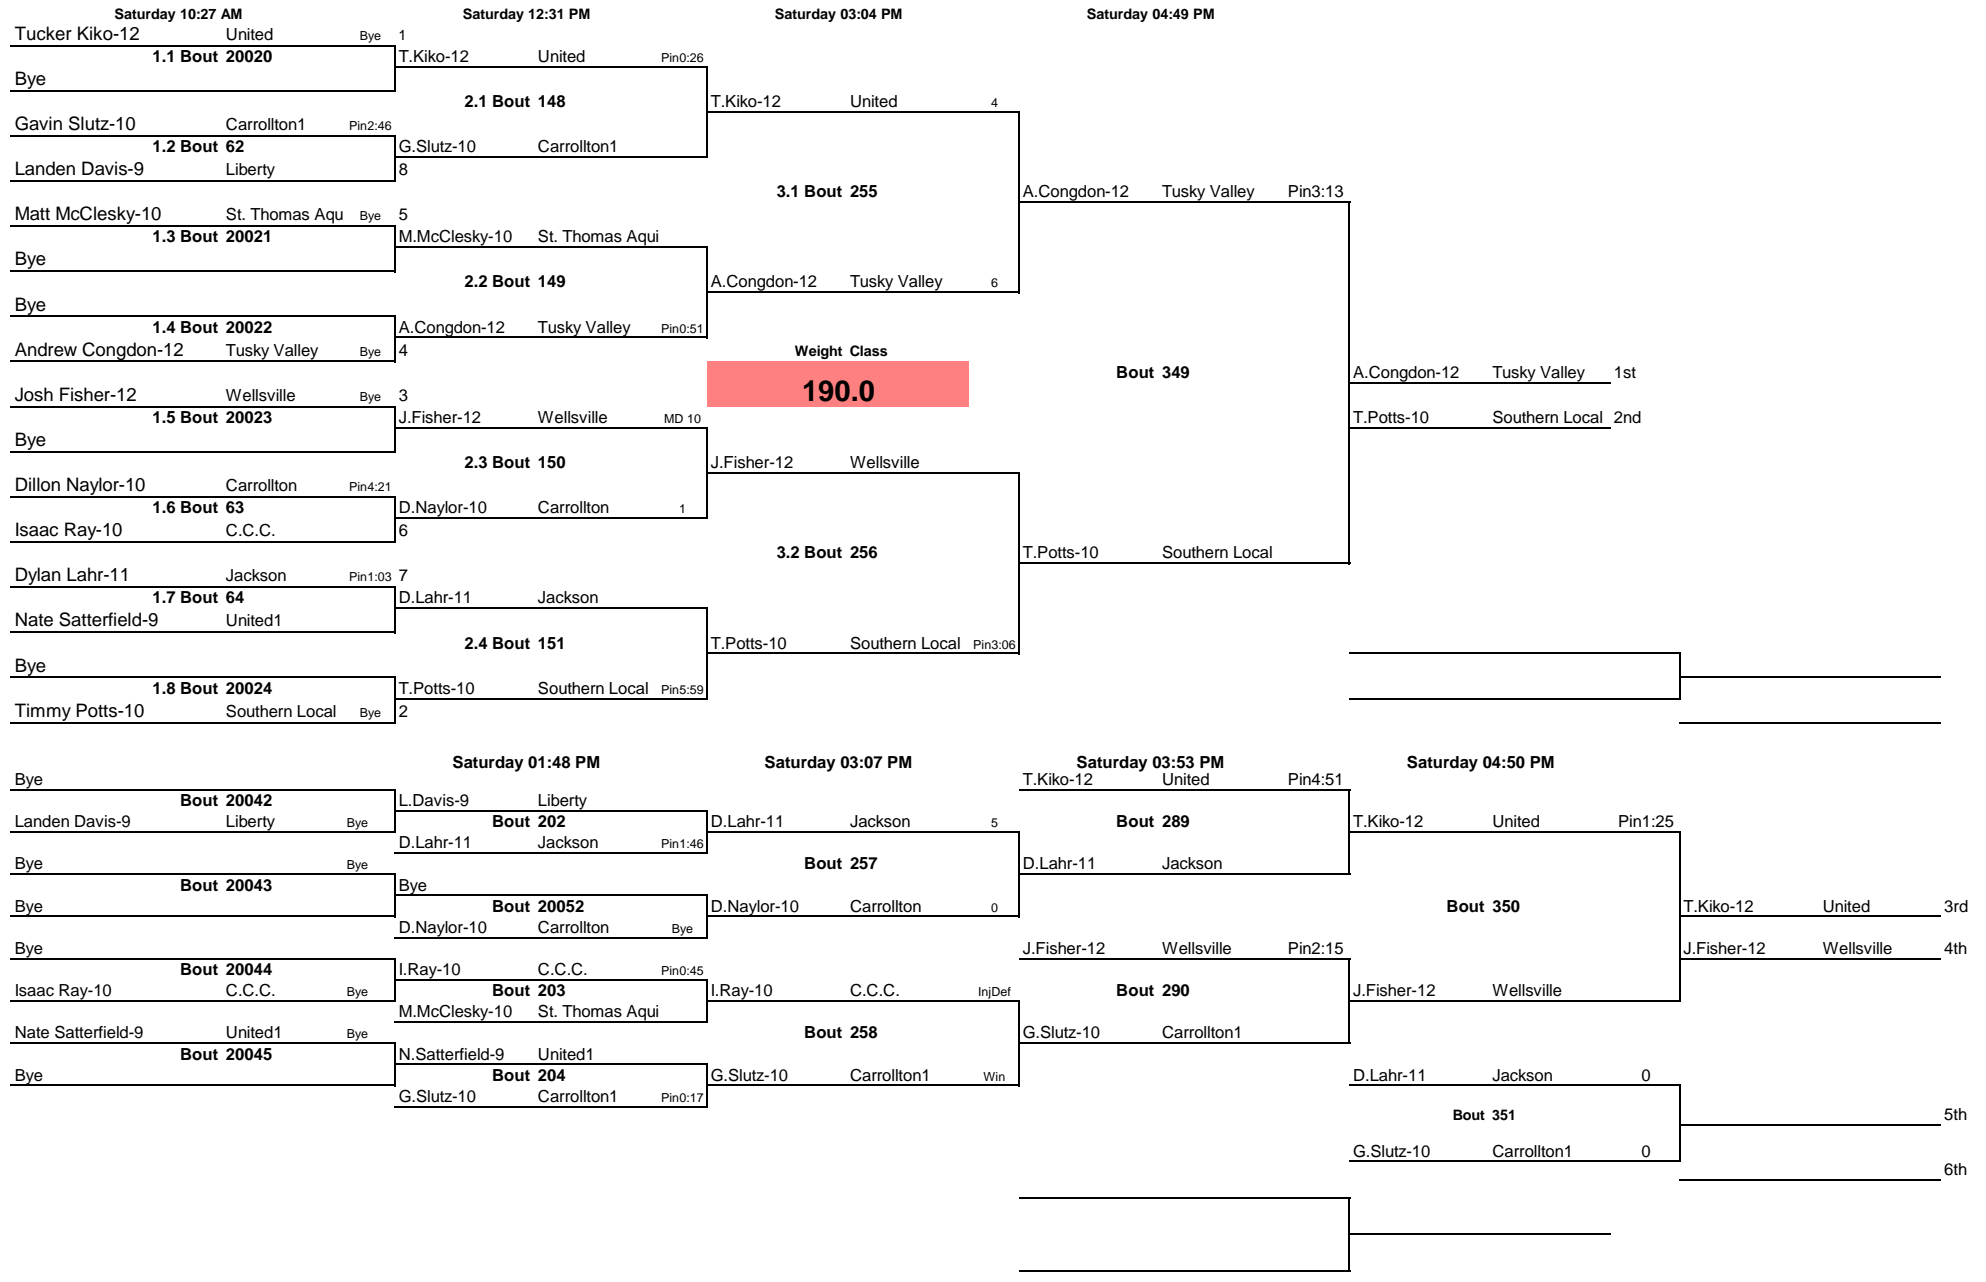 Saturday 10:27 AM Saturday 12:31 PM Saturday 03:04 PM Saturday 04:49 PM
Tucker Kiko-12 United Bye 1
1.1 Bout 20020 T.Kiko-12 United Pin0:26
Bye
2.1 Bout 148 T.Kiko-12 United 4
Gavin Slutz-10 Carrollton1 Pin2:46
1.2 Bout 62 G.Slutz-10 Carrollton1
Landen Davis-9 Liberty 8
3.1 Bout 255 A.Congdon-12 Tusky Valley Pin3:13
Matt McClesky-10 St. Thomas Aqu Bye 5
1.3 Bout 20021 M.McClesky-10 St. Thomas Aqui
Bye
2.2 Bout 149 A.Congdon-12 Tusky Valley 6
Bye
1.4 Bout 20022 A.Congdon-12 Tusky Valley Pin0:51
Andrew Congdon-12 Tusky Valley Bye 4 Weight Class
Bout 349 A.Congdon-12 Tusky Valley 1st
Josh Fisher-12 Wellsville Bye 3 190.0
1.5 Bout 20023 J.Fisher-12 Wellsville MD 10 T.Potts-10 Southern Local 2nd
Bye
2.3 Bout 150 J.Fisher-12 Wellsville
Dillon Naylor-10 Carrollton Pin4:21
1.6 Bout 63 D.Naylor-10 Carrollton 1
Isaac Ray-10 C.C.C. 6
3.2 Bout 256 T.Potts-10 Southern Local
Dylan Lahr-11 Jackson Pin1:03 7
1.7 Bout 64 D.Lahr-11 Jackson
Nate Satterfield-9 United1
2.4 Bout 151 T.Potts-10 Southern Local Pin3:06
Bye
1.8 Bout 20024 T.Potts-10 Southern Local Pin5:59
Timmy Potts-10 Southern Local Bye 2
Saturday 01:48 PM Saturday 03:07 PM Saturday 03:53 PM Saturday 04:50 PM
Bye T.Kiko-12 United Pin4:51
Bout 20042 L.Davis-9 Liberty
Landen Davis-9 Liberty Bye Bout 202 D.Lahr-11 Jackson 5 Bout 289 T.Kiko-12 United Pin1:25
D.Lahr-11 Jackson Pin1:46
Bye Bye Bout 257 D.Lahr-11 Jackson
Bout 20043 Bye
Bye Bout 20052 D.Naylor-10 Carrollton 0 Bout 350 T.Kiko-12 United 3rd
D.Naylor-10 Carrollton Bye
Bye J.Fisher-12 Wellsville Pin2:15 J.Fisher-12 Wellsville 4th
Bout 20044 I.Ray-10 C.C.C. Pin0:45
Isaac Ray-10 C.C.C. Bye Bout 203 I.Ray-10 C.C.C. InjDef Bout 290 J.Fisher-12 Wellsville
M.McClesky-10 St. Thomas Aqui
Nate Satterfield-9 United1 Bye Bout 258 G.Slutz-10 Carrollton1
Bout 20045 N.Satterfield-9 United1
Bye Bout 204 G.Slutz-10 Carrollton1 Win D.Lahr-11 Jackson 0
G.Slutz-10 Carrollton1 Pin0:17
Bout 351 5th
G.Slutz-10 Carrollton1 0
6th